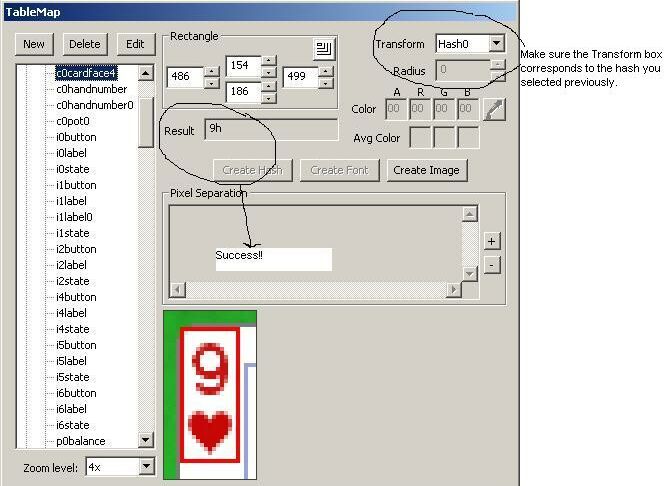 TableMap
New Delete Edit
c0cardface4
c0handnumber
c0handnumber0
c0pot0
i0button
i0label
i0state
i1button
i1label
i1label0
i1state
i2button
i2label
i2state
i4button
i4label
i4state
i5button
i5label
i5state
i6button
i6label
i6state
p0balance
Zoom level: 4x
Rectangle
486 154 499
186
Result 9h
Create Hash Create Font Create Image
Transform Hash0
Radius 0
A R G B
Color 00 00 00 00
Avg Color
Pixel Separation
Success!!
+
-
9
Make sure the Transform box
corresponds to the hash you
selected previously.